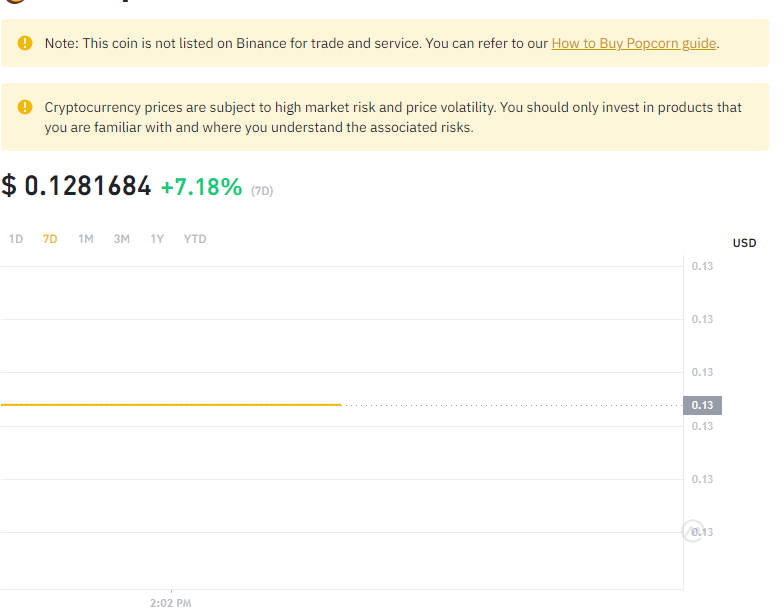 Note: This coin is not listed on Binance for trade and service. You can refer to our How to Buy Popcorn guide.
Cryptocurrency prices are subject to high market risk and price volatility. You should only invest in products that
you are familiar with and where you understand the associated risks.
$ 0.1281684 +7.18% (7D)
1D 7D 1M 3M 1Y YTD
USD
0.13
0.13
0.13
0.13
0.13
0.13
0.13
2:02 PM